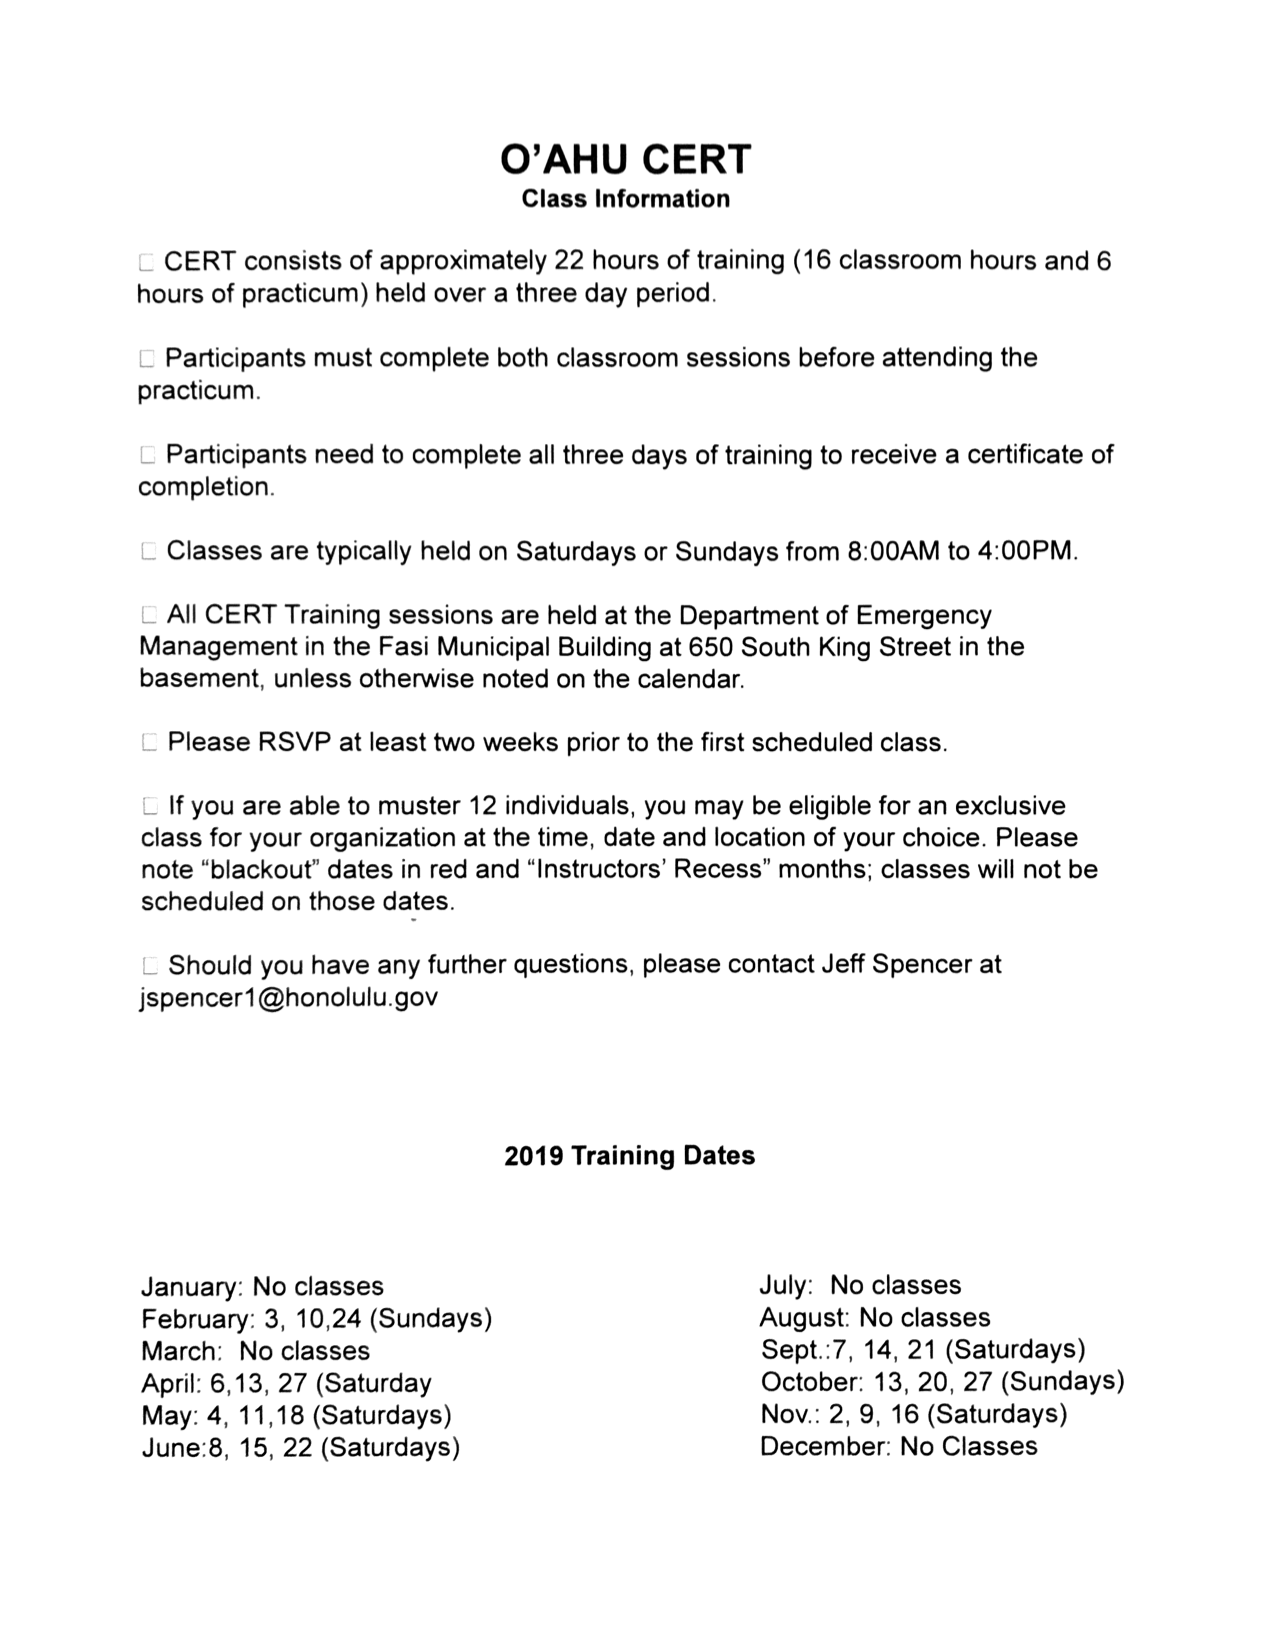 O'AHU CERT
Class Information
☐ CERT consists of approximately 22 hours of training (16 classroom hours and 6
hours of practicum) held over a three day period.
☐ Participants must complete both classroom sessions before attending the
practicum.
☐ Participants need to complete all three days of training to receive a certificate of
completion.
☐ Classes are typically held on Saturdays or Sundays from 8:00AM to 4:00PM.
☐ All CERT Training sessions are held at the Department of Emergency
Management in the Fasi Municipal Building at 650 South King Street in the
basement, unless otherwise noted on the calendar.
☐ Please RSVP at least two weeks prior to the first scheduled class.
☐ If you are able to muster 12 individuals, you may be eligible for an exclusive
class for your organization at the time, date and location of your choice. Please
note “blackout” dates in red and “Instructors’ Recess” months; classes will not be
scheduled on those dates.
☐ Should you have any further questions, please contact Jeff Spencer at
jspencer1@honolulu.gov
2019 Training Dates
January: No classes
February: 3, 10,24 (Sundays)
March:  No classes
April: 6,13, 27 (Saturday
May: 4, 11,18 (Saturdays)
June:8, 15, 22 (Saturdays)
July:  No classes
August: No classes
Sept.:7, 14, 21 (Saturdays)
October: 13, 20, 27 (Sundays)
Nov.: 2, 9, 16 (Saturdays)
December: No Classes